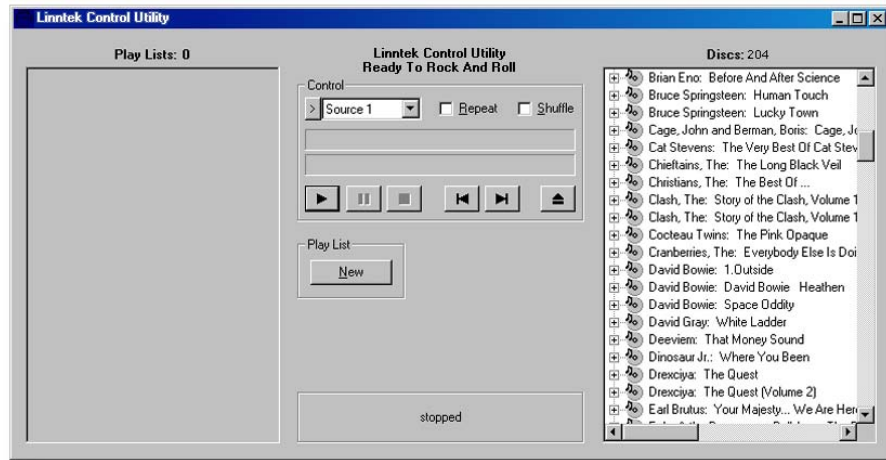 Linntek Control Utility
Play Lists: 0
Linntek Control Utility
Ready To Rock And Roll
Control
Source 1
Repeat
Shuffle
Play List
New
stopped
Discs: 204
Brian Eno: Before And After Science
Bruce Springsteen: Human Touch
Bruce Springsteen: Lucky Town
Cage, John and Berman, Boris: Cage, Jo
Cat Stevens: The Very Best Of Cat Stev
Chieftains, The: The Long Black Veil
Christians, The: The Best Of ...
Clash, The: Story of the Clash, Volume 1
Clash, The: Story of the Clash, Volume 1
Cocteau Twins: The Pink Opaque
Cranberries, The: Everybody Else Is Doi
David Bowie: 1.Outside
David Bowie: David Bowie Heathen
David Bowie: Space Oddity
David Gray: White Ladder
Deeviem: That Money Sound
Dinosaur Jr.: Where You Been
Drexciya: The Quest
Drexciya: The Quest (Volume 2)
Earl Brutus: Your Majesty... We Are Here